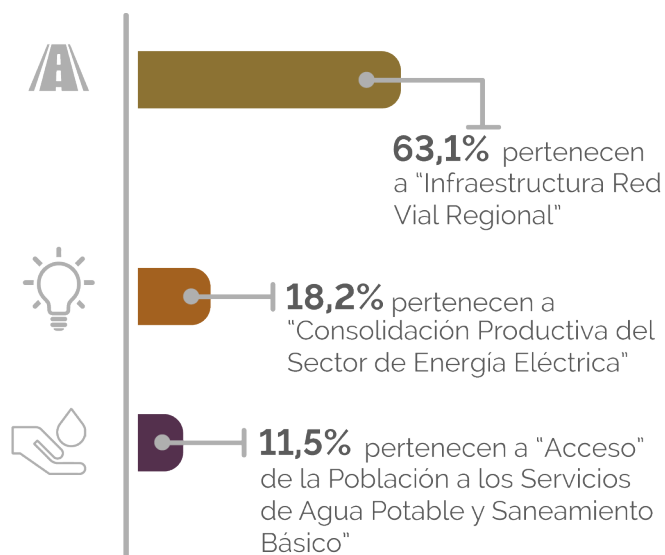 63,1% pertenecen
a “Infraestructura Red
Vial Regional”
18,2% pertenecen a
“Consolidación Productiva del
Sector de Energía Eléctrica”
11,5% pertenecen a “Acceso”
de la Población a los Servicios
de Agua Potable y Saneamiento
Básico”